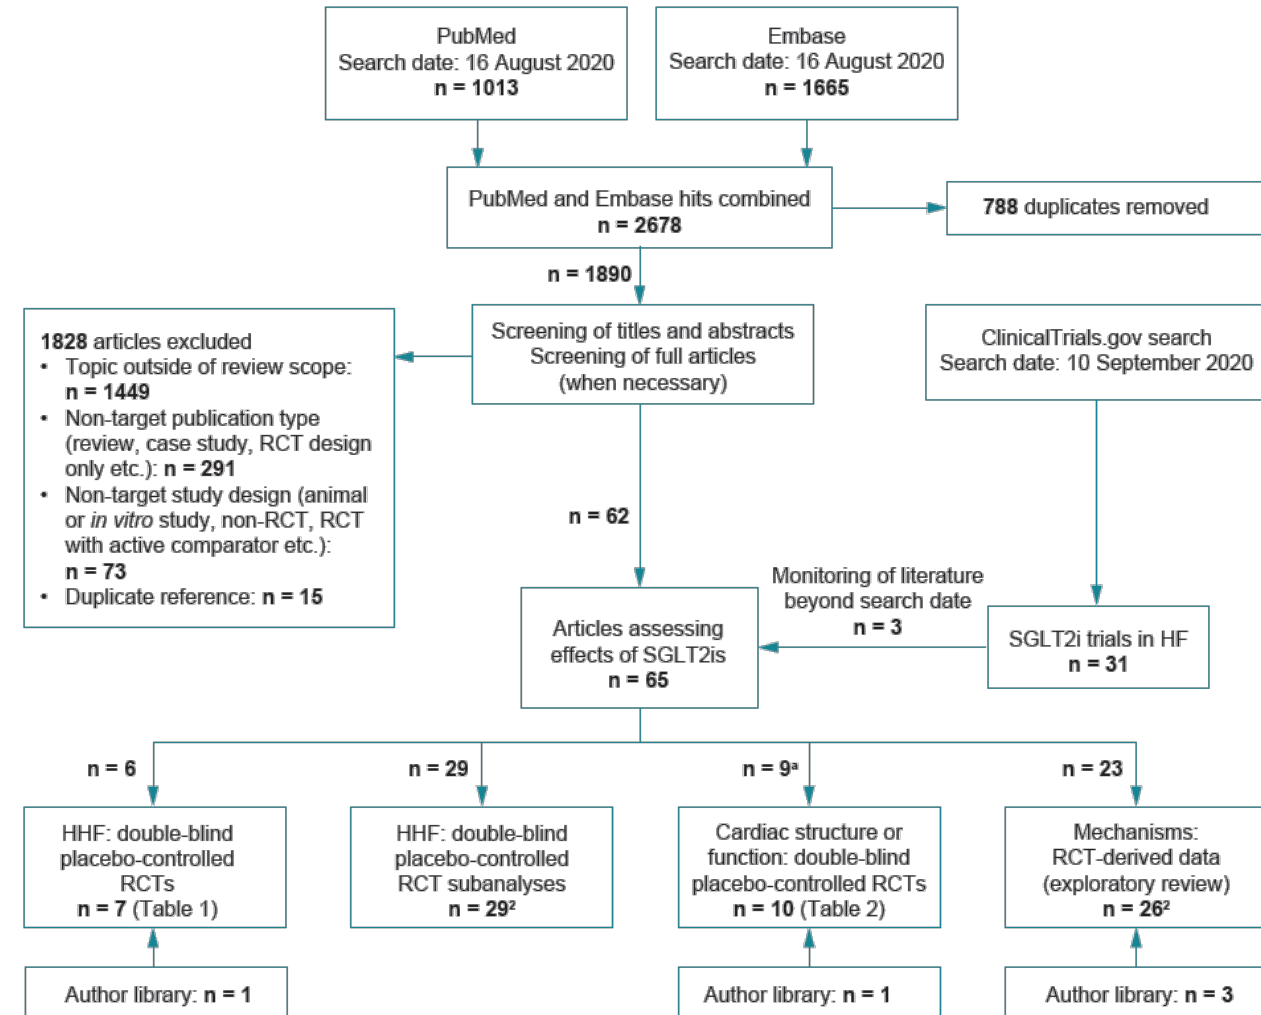 PubMed
Search date: 16 August 2020
n = 1013
Embase
Search date: 16 August 2020
n = 1665
PubMed and Embase hits combined
n = 2678
788 duplicates removed
n = 1890
1828 articles excluded
• Topic outside of review scope:
n = 1449
• Non-target publication type
(review, case study, RCT design
only etc.): n = 291
• Non-target study design (animal
or in vitro study, non-RCT, RCT
with active comparator etc.):
n = 73
• Duplicate reference: n = 15
Screening of titles and abstracts
Screening of full articles
(when necessary)
ClinicalTrials.gov search
Search date: 10 September 2020
n = 62
Monitoring of literature
beyond search date
n = 3
Articles assessing
effects of SGLT2is
n = 65
SGLT2i trials in HF
n = 31
n = 6
n = 29
n = 9ᵃ
n = 23
HHF: double-blind
placebo-controlled
RCTs
n = 7 (Table 1)
HHF: double-blind
placebo-controlled
RCT subanalyses
n = 29²
Cardiac structure or
function: double-blind
placebo-controlled RCTs
n = 10 (Table 2)
Mechanisms:
RCT-derived data
(exploratory review)
n = 26²
Author library: n = 1
Author library: n = 1
Author library: n = 3